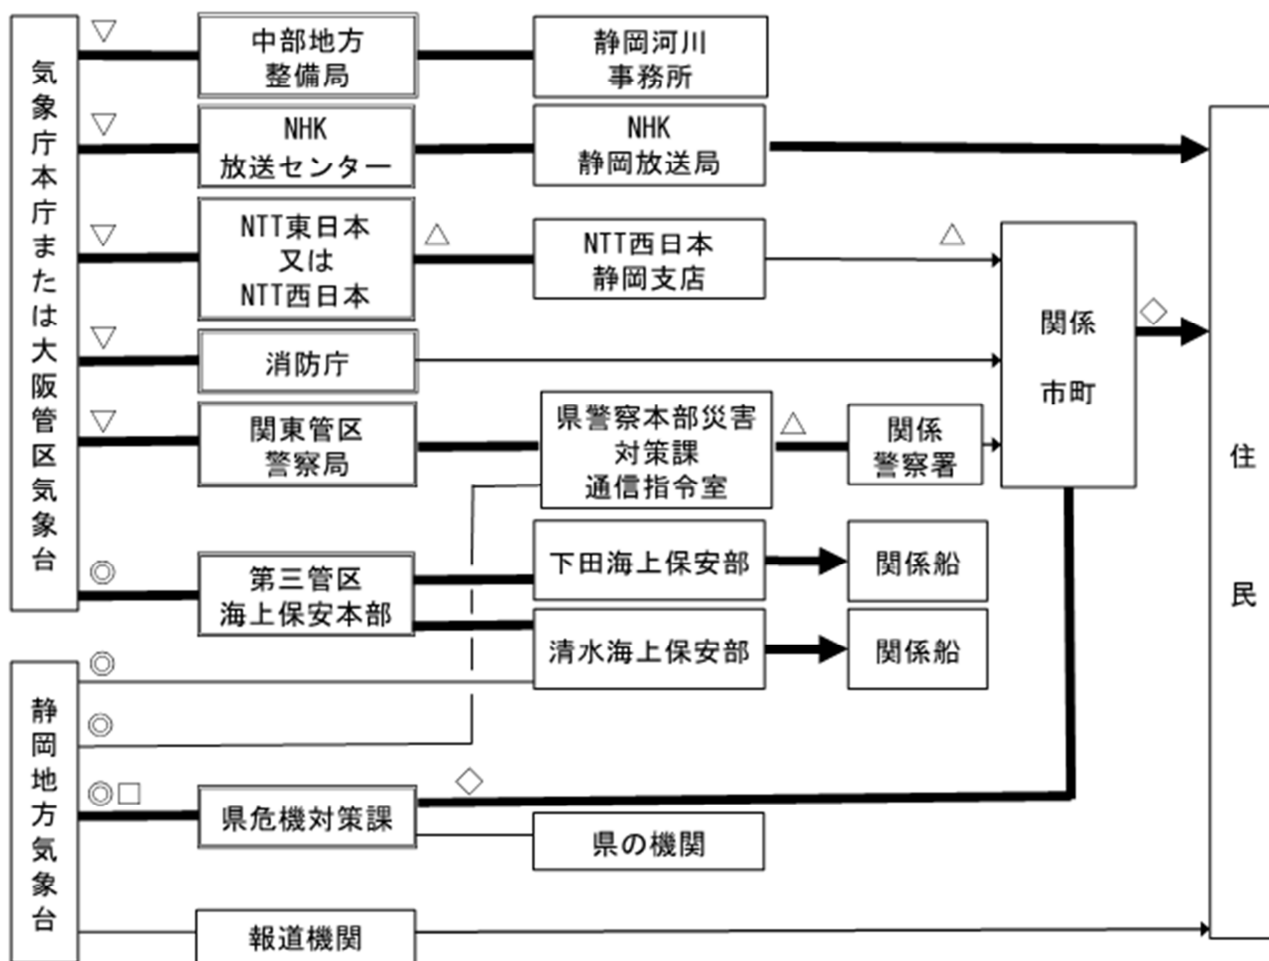 気象庁本庁または大阪管区気象台
▽
中部地方
整備局
静岡河川
事務所
▽
NHK
放送センター
NHK
静岡放送局
▽
NTT東日本
又は
NTT西日本
△
NTT西日本
静岡支店
△
関係
市町
◇
住民
▽
消防庁
▽
関東管区
警察局
県警察本部災害
対策課
通信指令室
△
関係
警察署
◎
第三管区
海上保安本部
下田海上保安部
関係船
清水海上保安部
関係船
静岡地方気象台
◎
◎
◎□
県危機対策課
◇
県の機関
報道機関